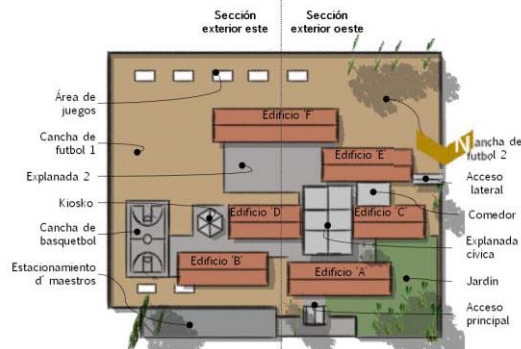 Sección
exterior este
Sección
exterior oeste
Área de
juegos
Cancha de
futbol 1
Explanada 2
Kiosko
Cancha de
basquetbol
Estacionamiento
d' maestros
Edificio 'F'
Edificio 'E'
Edificio 'D'
Edificio 'C'
Edificio 'B'
Edificio 'A'
N
Cancha de
futbol 2
Acceso
lateral
Comedor
Explanada
cívica
Jardín
Acceso
principal